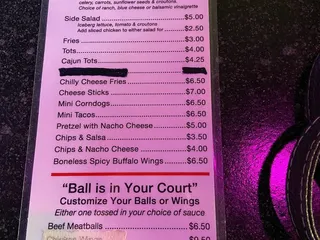 celery, carrots, sunflower seeds & croutons.
Choice of ranch, blue cheese or balsamic vinaigrette
Side Salad $5.00
Iceberg lettuce, tomato & croutons
Add sliced chicken to either salad for $2.50
Fries $3.00
Tots $4.00
Cajun Tots $4.25
Chilly Cheese Fries $6.50
Cheese Sticks $7.00
Mini Corndogs $6.50
Mini Tacos $6.50
Pretzel with Nacho Cheese $5.00
Chips & Salsa $3.50
Chips & Nacho Cheese $4.00
Boneless Spicy Buffalo Wings $6.50
"Ball is in Your Court"
Customize Your Balls or Wings
Either one tossed in your choice of sauce
Beef Meatballs $6.50
Chicken Wings $9.50